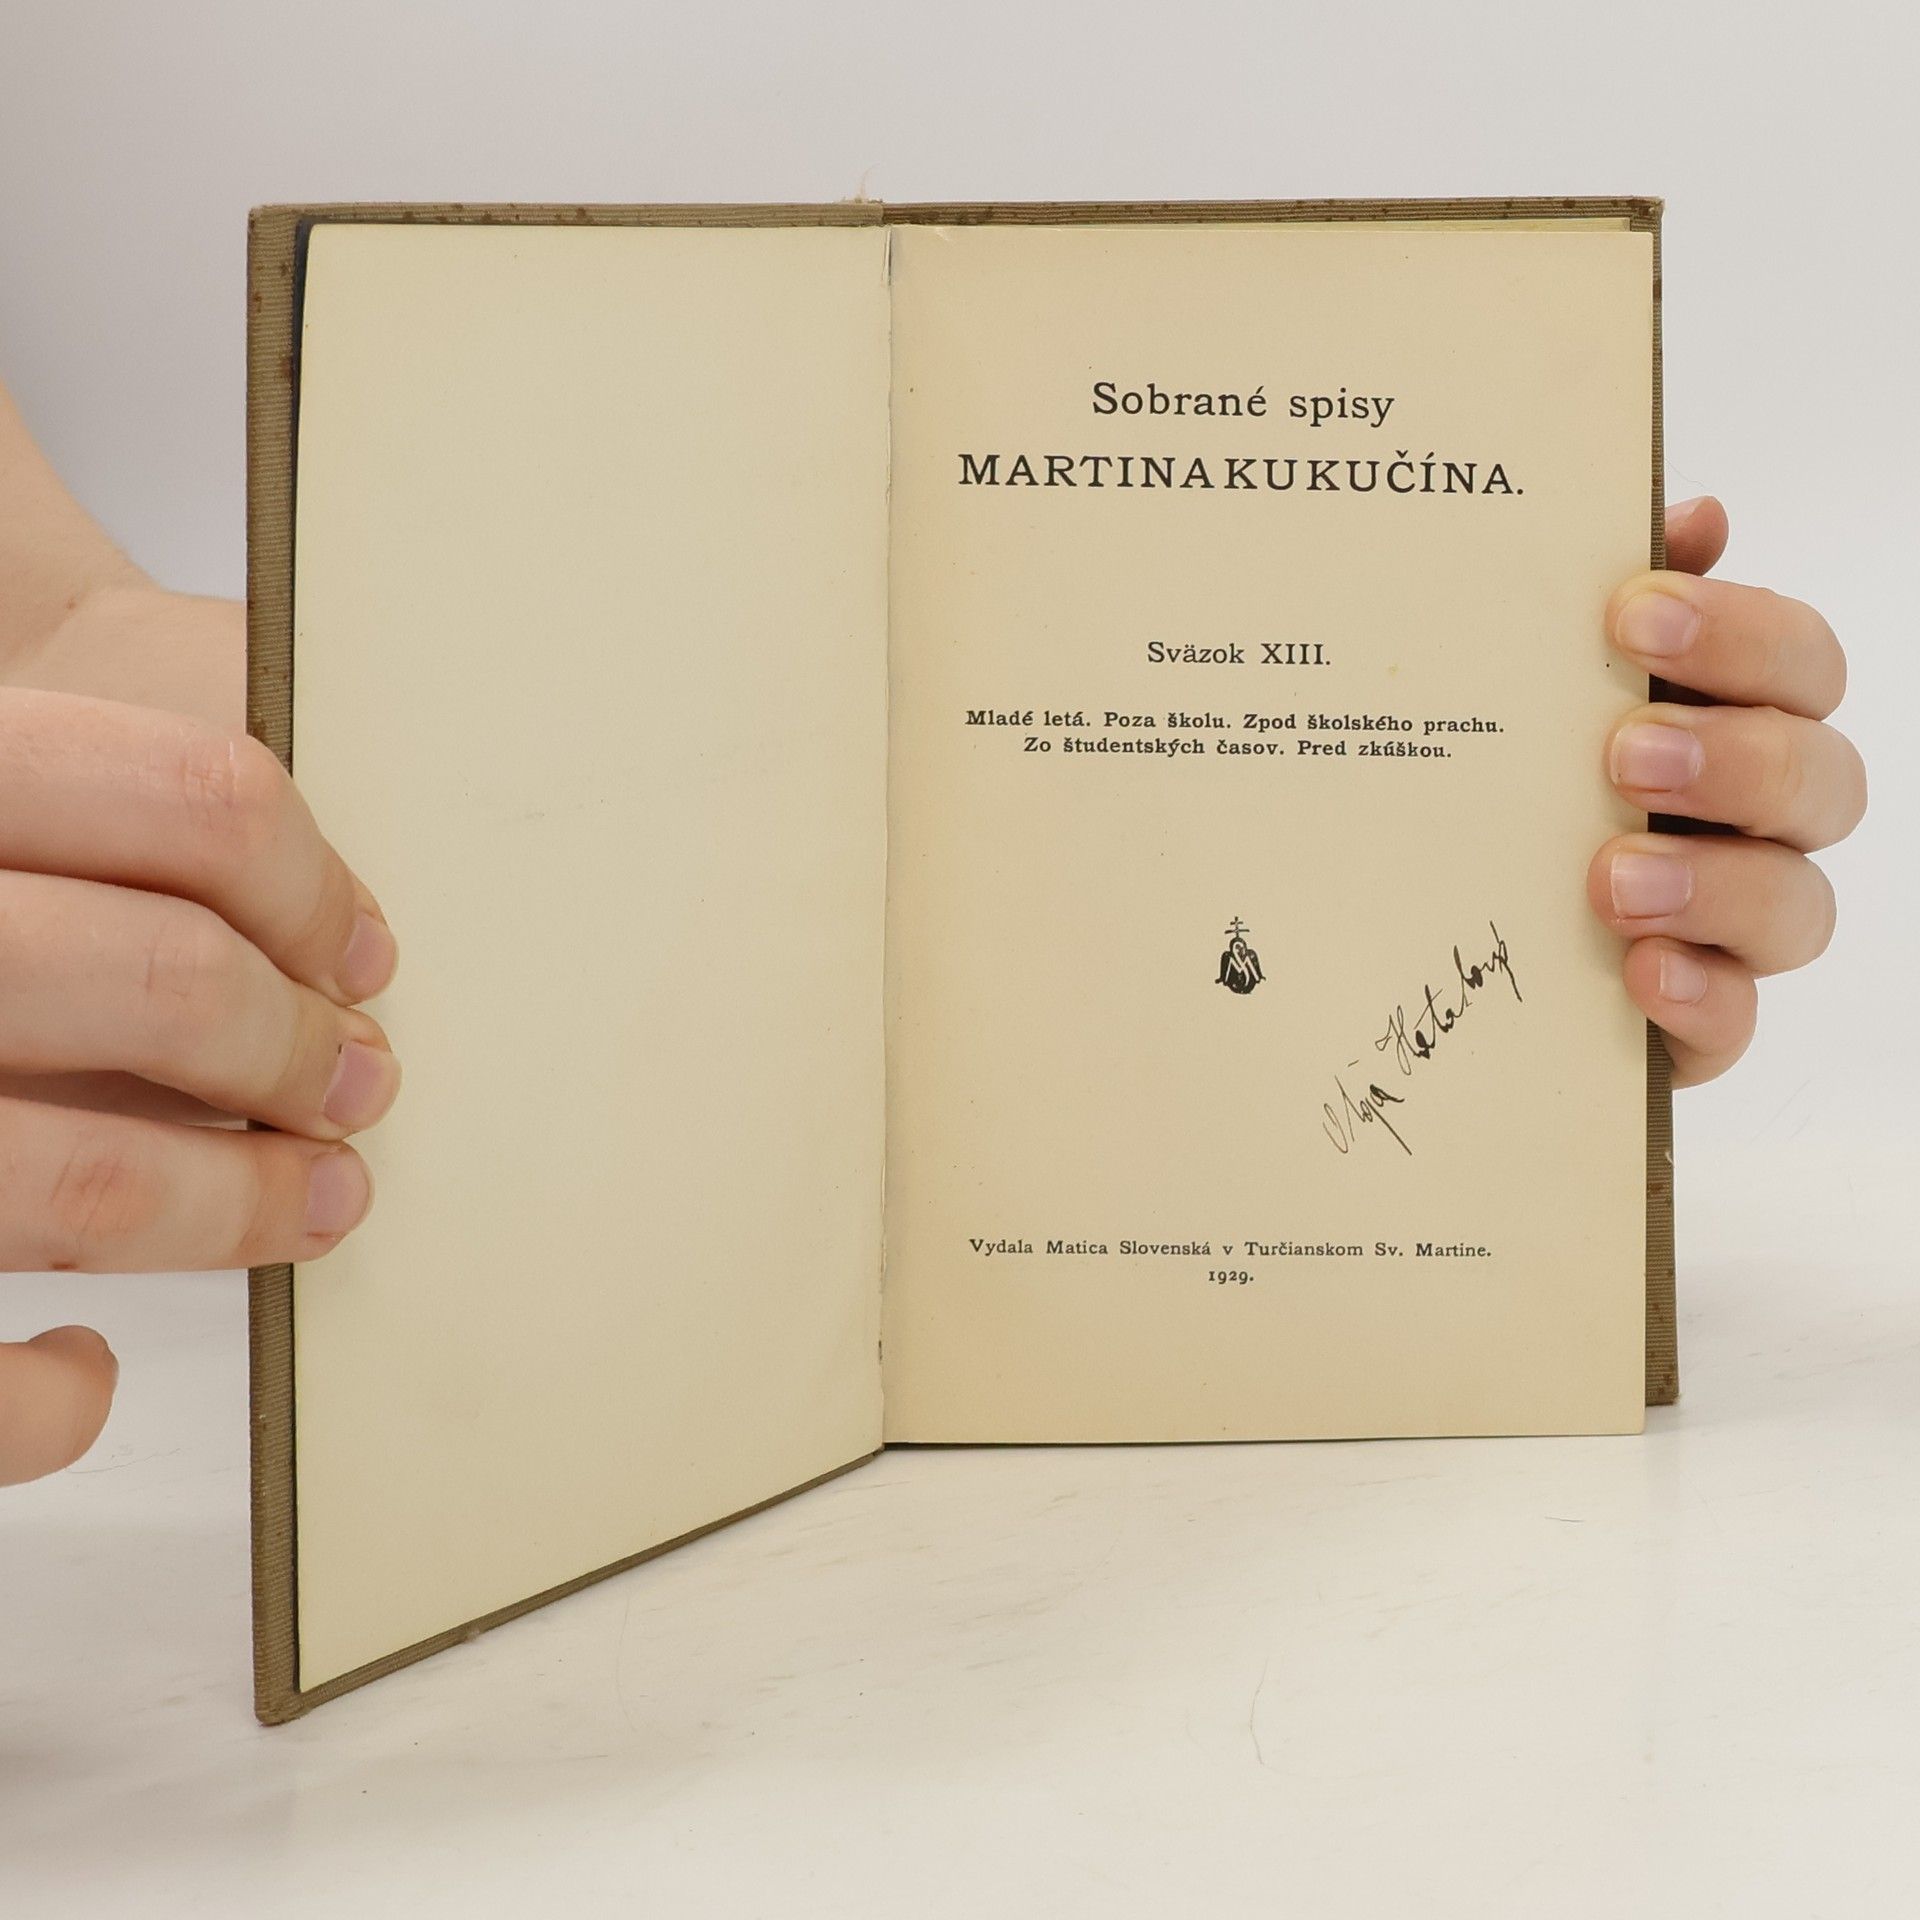 Sobrané spisy
MARTINA KUKUČÍNA.
Sväzok XIII.
Mladé letá. Poza školu. Zpod školského prachu.
Zo študentských časov. Pred zkúškou.
Vydala Matica Slovenská v Turčianskom Sv. Martine.
1929.